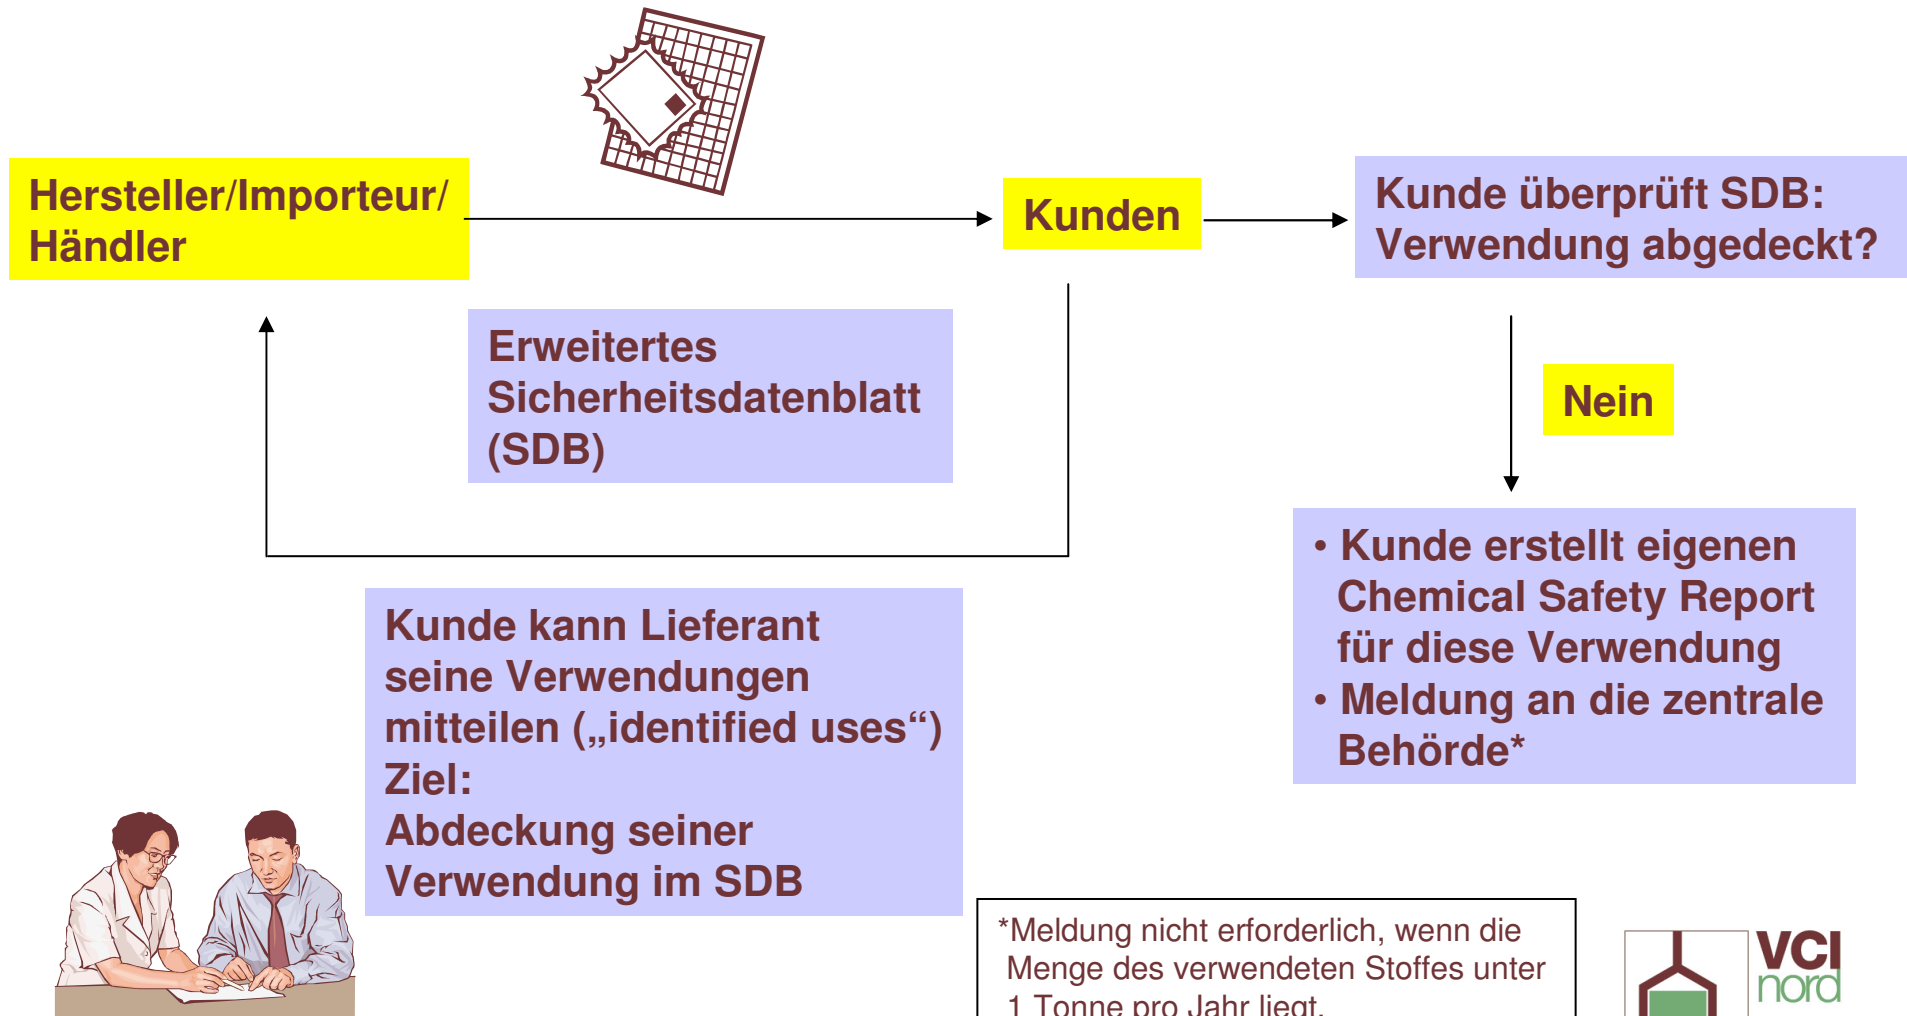 Hersteller/Importeur/
Händler
Kunden
Kunde überprüft SDB:
Verwendung abgedeckt?
Erweitertes
Sicherheitsdatenblatt
(SDB)
Nein
Kunde kann Lieferant
seine Verwendungen
mitteilen („identified uses“)
Ziel:
Abdeckung seiner
Verwendung im SDB
• Kunde erstellt eigenen
Chemical Safety Report
für diese Verwendung
• Meldung an die zentrale
Behörde*
*Meldung nicht erforderlich, wenn die
Menge des verwendeten Stoffes unter
1 Tonne pro Jahr liegt.
VCI
nord